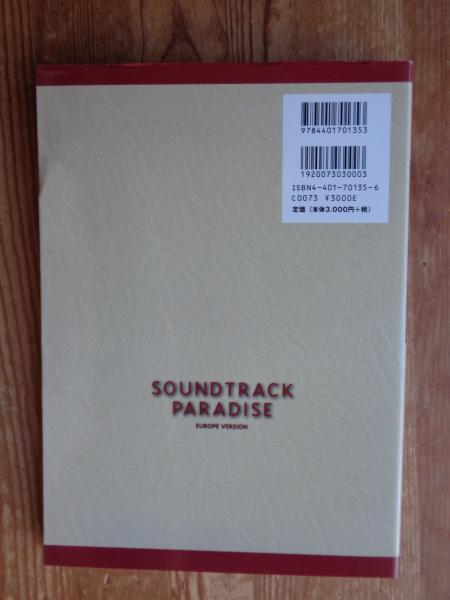 9784401701353
1920073030003
ISBN4-401-70135-6
C0073 ¥3000E
定価 (本体3.000円+税)
SOUNDTRACK
PARADISE
EUROPE VERSION